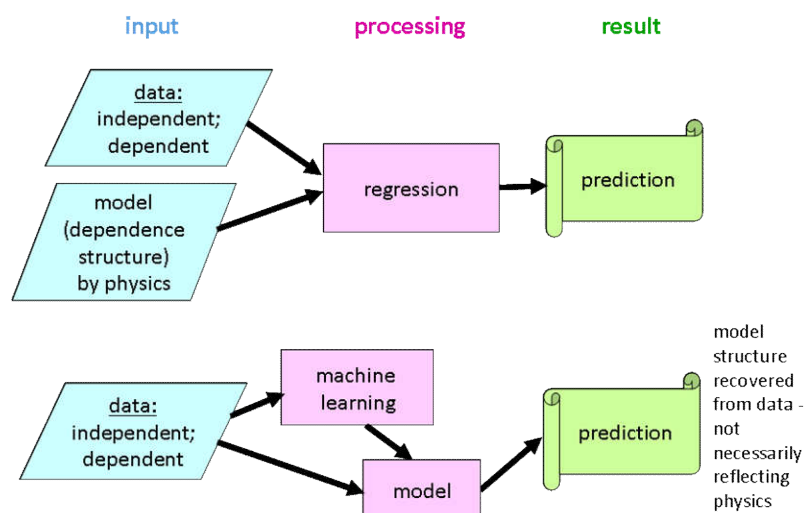 input
processing
result
data:
independent;
dependent
model
(dependence
structure)
by physics
regression
prediction
data:
independent;
dependent
machine
learning
model
prediction
model
structure
recovered
from data -
not
necessarily
reflecting
physics